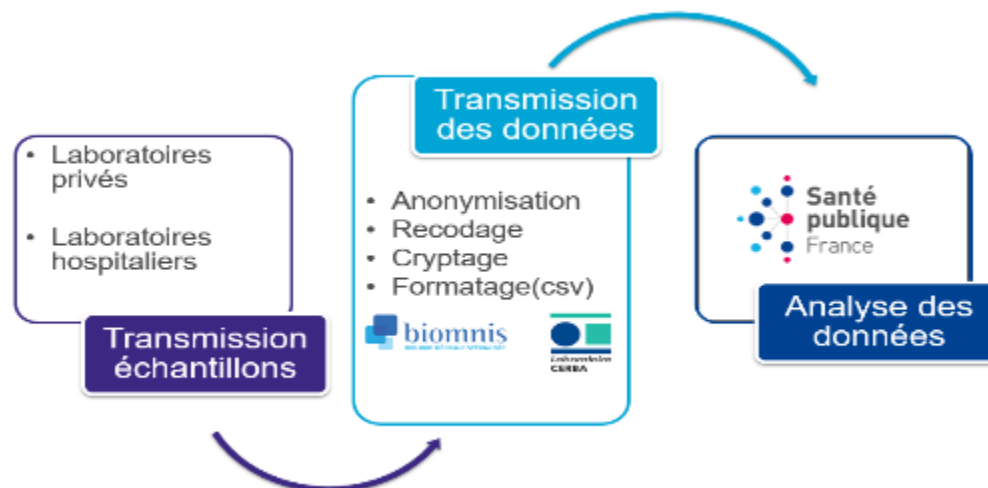 • Laboratoires
privés
• Laboratoires
hospitaliers
Transmission
échantillons
Transmission
des données
• Anonymisation
• Recodage
• Cryptage
• Formatage(csv)
biomnis
Laboratoire
CERBA
Santé
publique
France
Analyse des
données